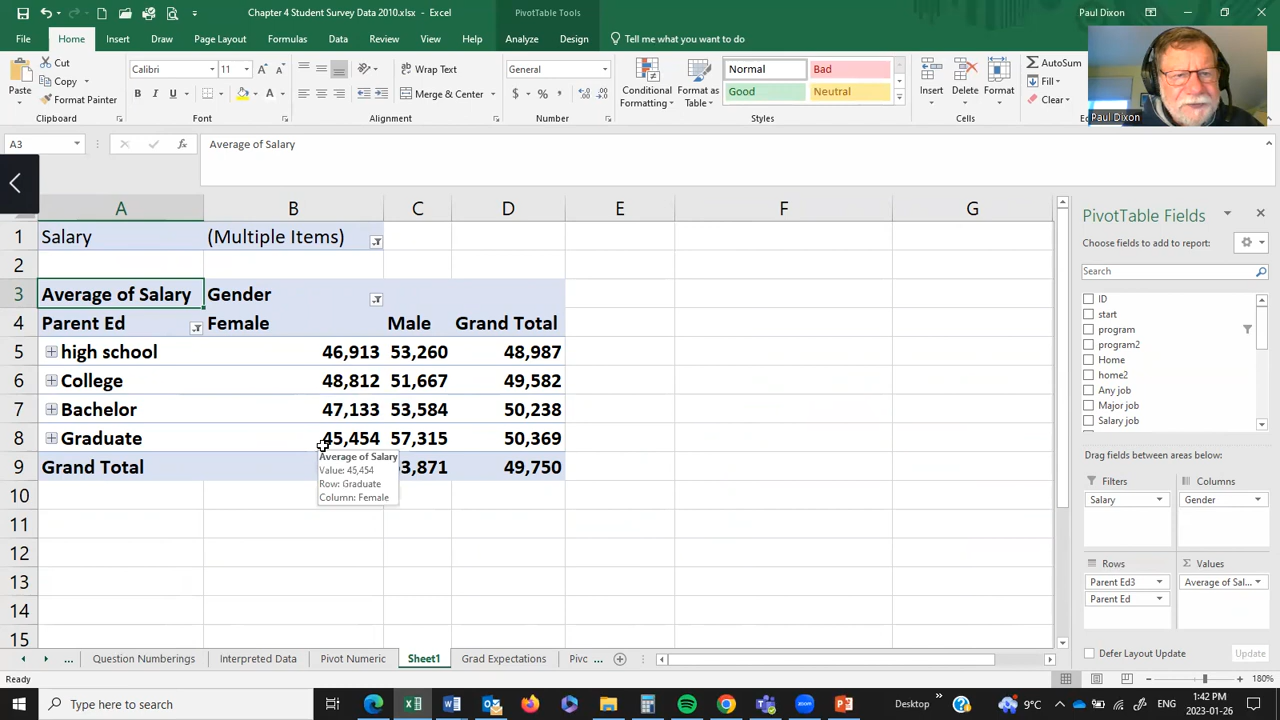 Chapter 4 Student Survey Data 2010.xlsx - Excel
PivotTable Tools
Paul Dixon
File Home Insert Draw Page Layout Formulas Data Review View Help Analyze Design Tell me what you want to do
Cut
Copy
Format Painter
Paste
Clipboard
Calibri 11
B I U
Font
Wrap Text
Merge & Center
Alignment
General
$ % ,
Number
Conditional Formatting
Format as Table
Normal Bad
Good Neutral
Styles
Insert Delete Format
Cells
AutoSum
Fill
Clear
Paul Dixon
A3 fx Average of Salary
A B C D E F G
1 Salary (Multiple Items)
2
3 Average of Salary Gender
4 Parent Ed Female Male Grand Total
5 high school 46,913 53,260 48,987
6 College 48,812 51,667 49,582
7 Bachelor 47,133 53,584 50,238
8 Graduate 45,454 57,315 50,369
9 Grand Total 3,871 49,750
Average of Salary
Value: 45,454
Row: Graduate
Column: Female
10
11
12
13
14
15
PivotTable Fields
Choose fields to add to report:
Search
ID
start
program
program2
Home
home2
Any job
Major job
Salary job
Drag fields between areas below:
Filters
Salary
Columns
Gender
Rows
Parent Ed3
Parent Ed
Σ Values
Average of Sal...
Defer Layout Update Update
... Question Numberings Interpreted Data Pivot Numeric Sheet1 Grad Expectations Pivc ...
Ready
180%
Type here to search
zoom
Desktop
9°C
ENG
1:42 PM
2023-01-26